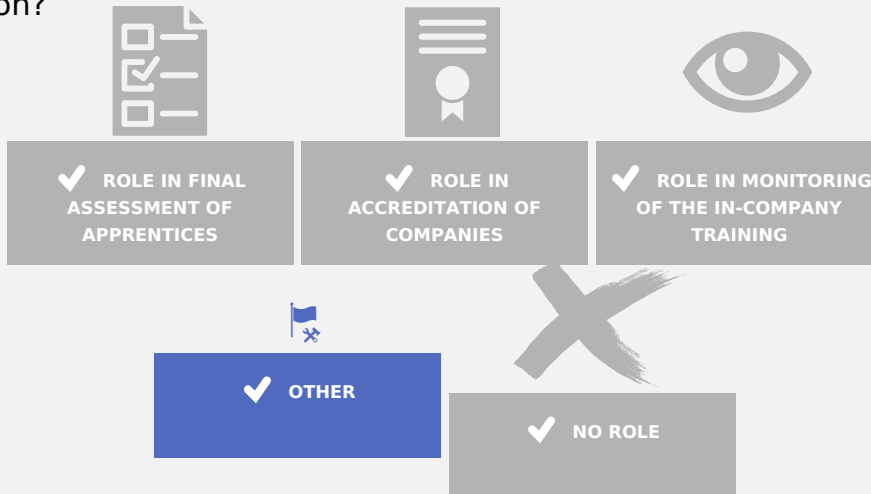 on?
ROLE IN FINAL
ASSESSMENT OF
APPRENTICES
ROLE IN
ACCREDITATION OF
COMPANIES
ROLE IN MONITORING
OF THE IN-COMPANY
TRAINING
OTHER
NO ROLE